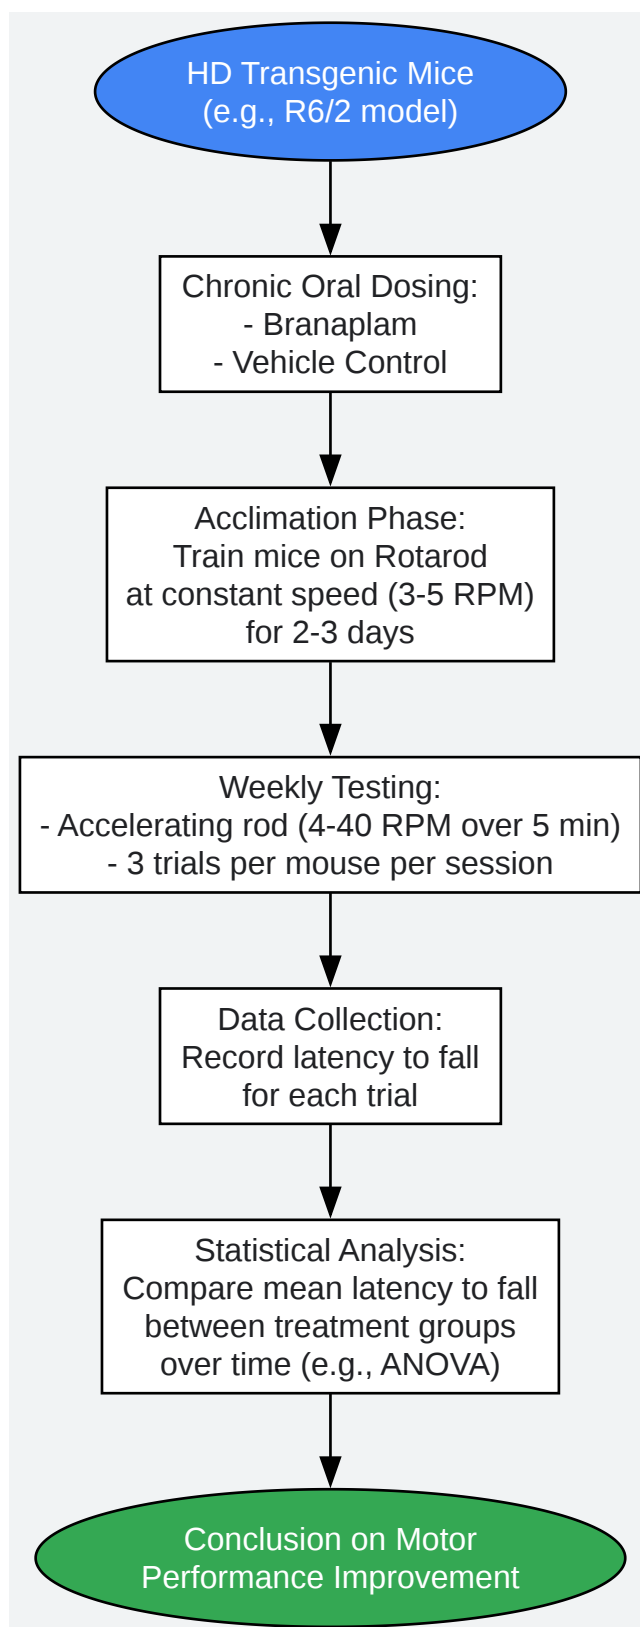 HD Transgenic Mice
(e.g., R6/2 model)
Chronic Oral Dosing:
- Branaplam
- Vehicle Control
Acclimation Phase:
Train mice on Rotarod
at constant speed (3-5 RPM)
for 2-3 days
Weekly Testing:
- Accelerating rod (4-40 RPM over 5 min)
- 3 trials per mouse per session
Data Collection:
Record latency to fall
for each trial
Statistical Analysis:
Compare mean latency to fall
between treatment groups
over time (e.g., ANOVA)
Conclusion on Motor
Performance Improvement